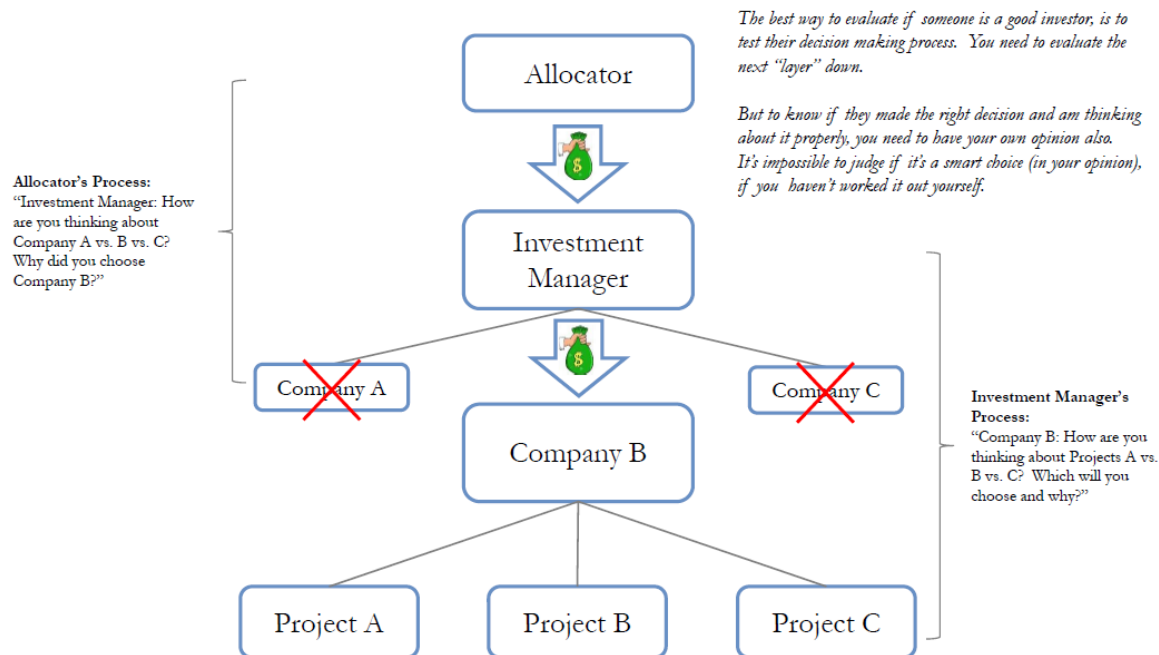 The best way to evaluate if someone is a good investor, is to
test their decision making process. You need to evaluate the
next “layer” down.
But to know if they made the right decision and am thinking
about it properly, you need to have your own opinion also.
It’s impossible to judge if it’s a smart choice (in your opinion),
if you haven’t worked it out yourself.
Allocator
$
Allocator’s Process:
“Investment Manager: How
are you thinking about
Company A vs. B vs. C?
Why did you choose
Company B?”
Investment
Manager
$
Company A
Company C
Investment Manager’s
Process:
“Company B: How are you
thinking about Projects A vs.
B vs. C? Which will you
choose and why?”
Company B
Project A
Project B
Project C